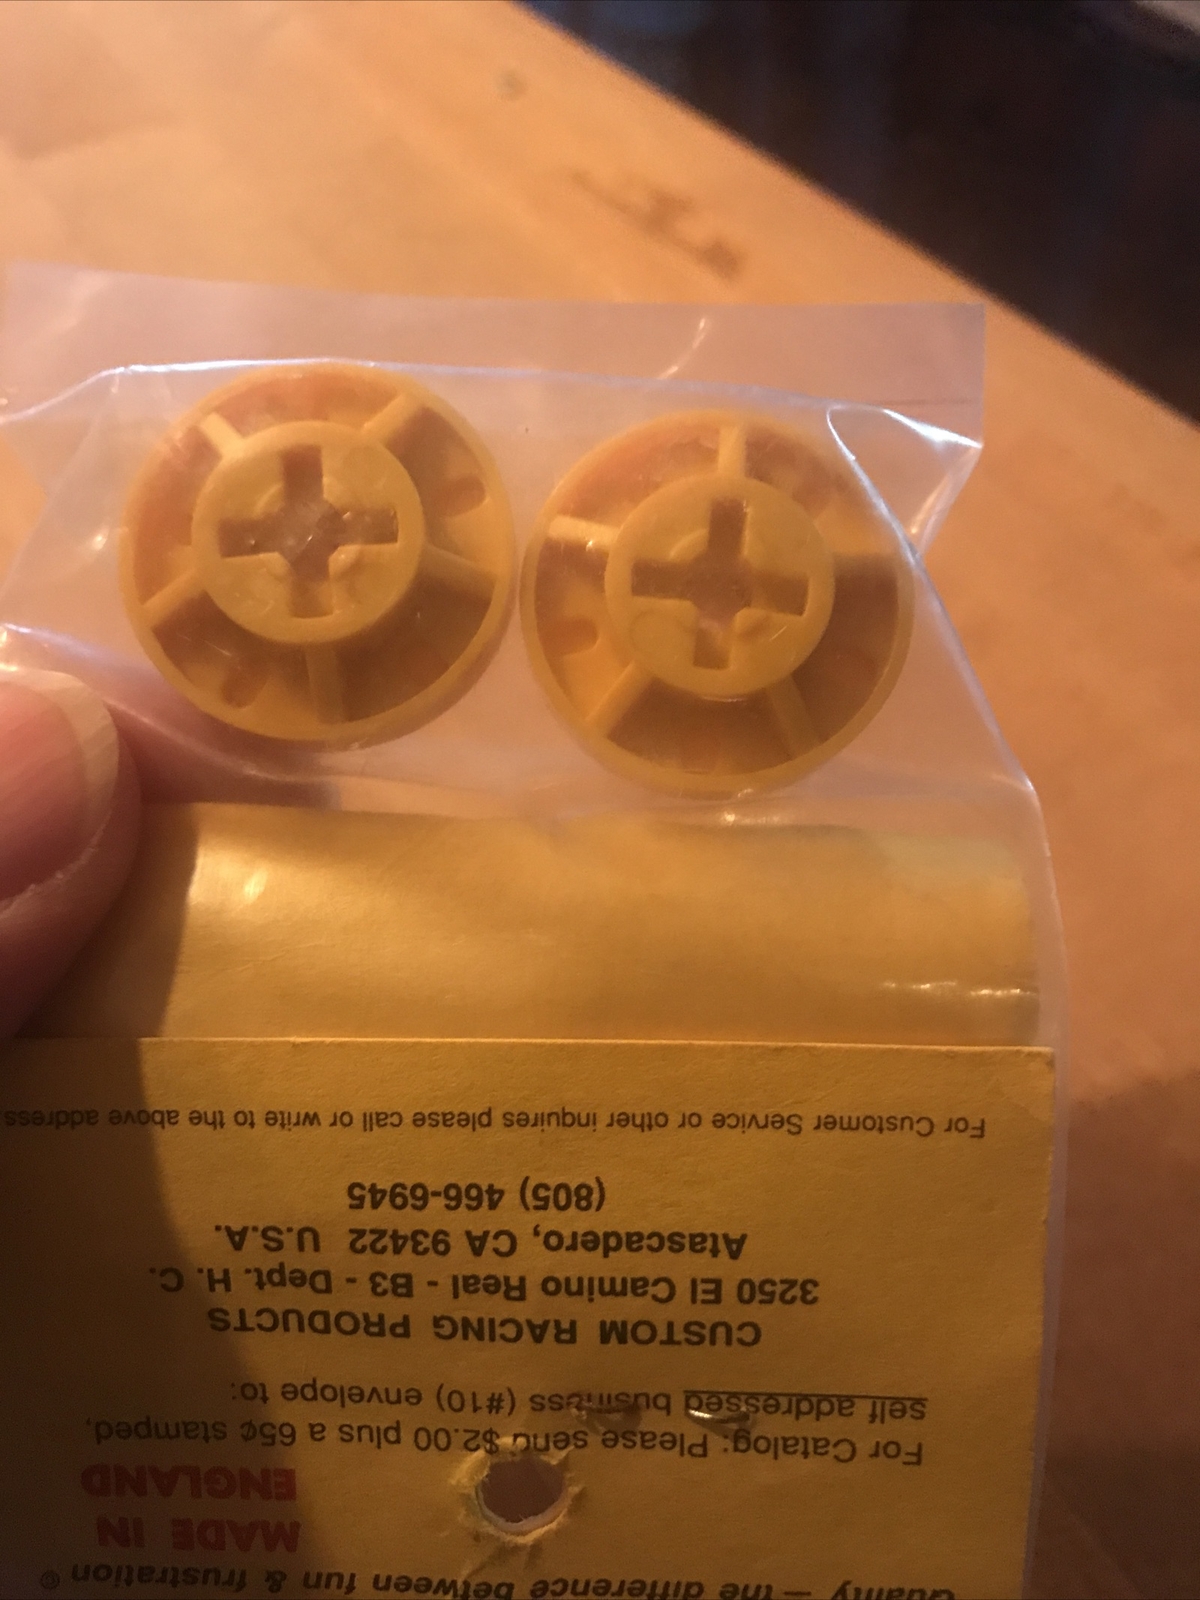 Quality — the difference between fun & frustration ©
MADE IN
ENGLAND
For Catalog: Please send $2.00 plus a 65¢ stamped,
self addressed business (#10) envelope to:
CUSTOM RACING PRODUCTS
3250 El Camino Real - B3 - Dept. H. C.
Atascadero, CA 93422 U.S.A.
(805) 466-6945
For Customer Service or other inquires please call or write to the above address